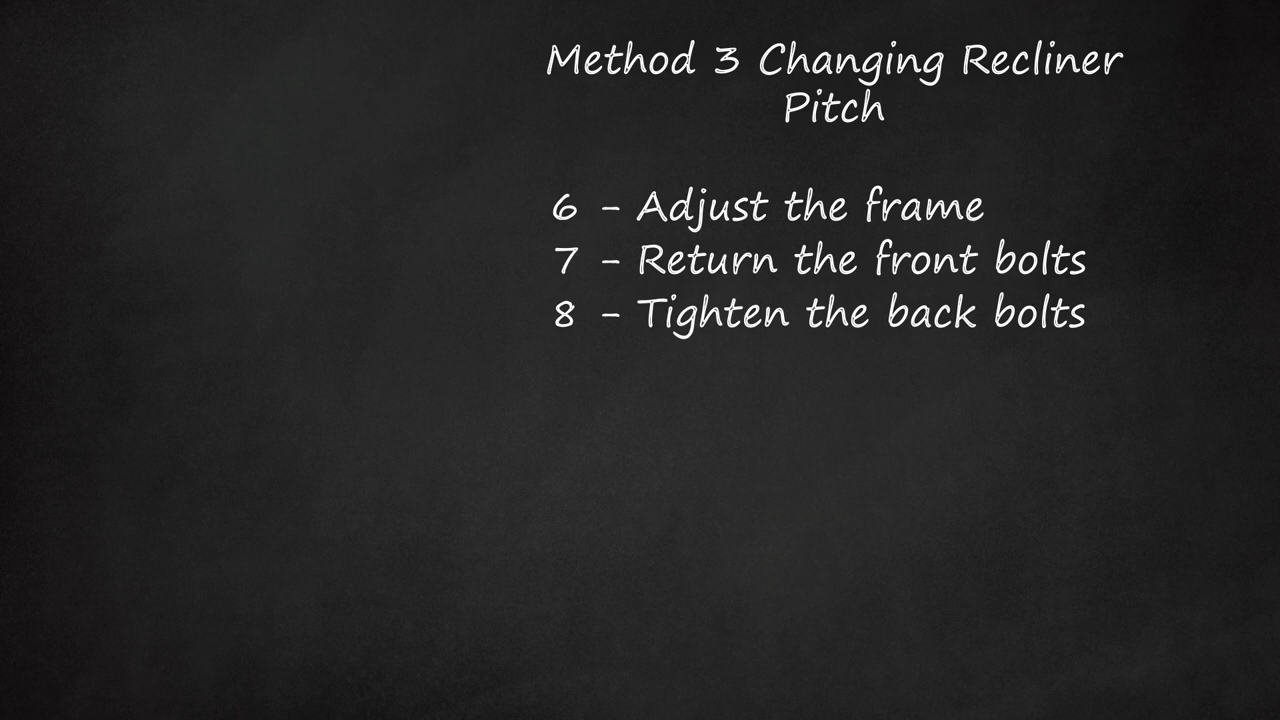 Method 3 Changing Recliner
Pitch
6 - Adjust the frame
7 - Return the front bolts
8 - Tighten the back bolts